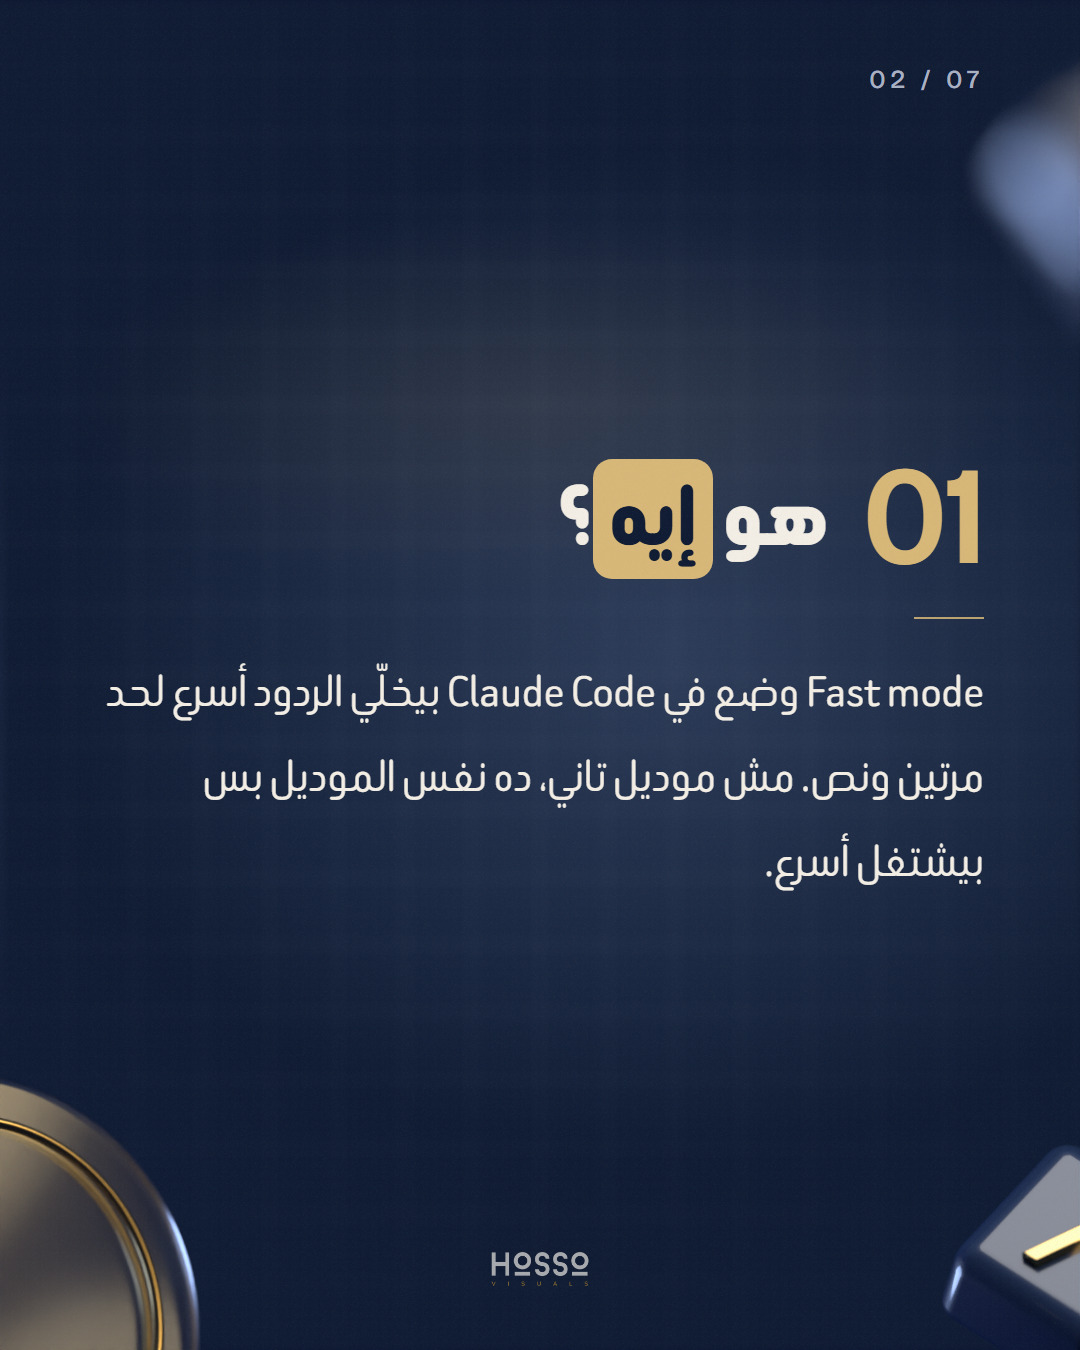 02 / 07
01 هو إيه؟
Fast mode وضع في Claude Code بيخلّي الردود أسرع لحد
مرتين ونص. مش موديل تاني، ده نفس الموديل بس
بيشتغل أسرع.
HOSSO
VISUALS